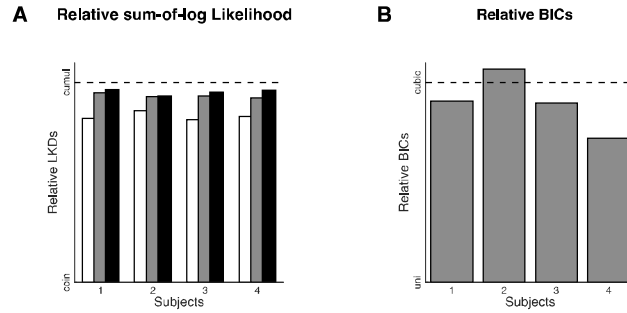 A Relative sum-of-log Likelihood
cumul
Relative LKDs
coin
1 2 3 4
Subjects
B Relative BICs
cubic
Relative BICs
uni
1 2 3 4
Subjects